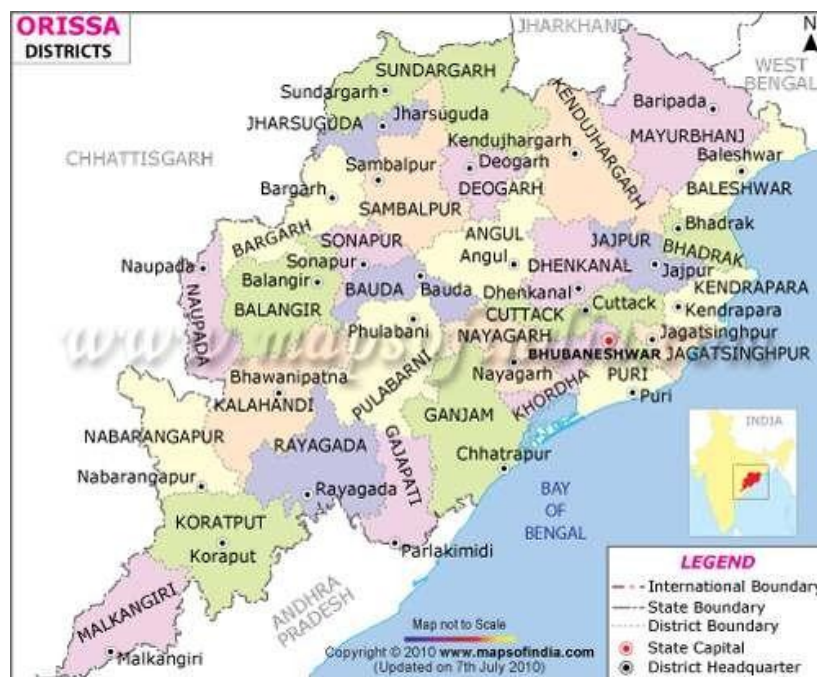 ORISSA
DISTRICTS
JHARKHAND
N
WEST
BENGAL
CHHATTISGARH
SUNDARGARH
Sundargarh
JHARSUGUDA
Jharsuguda
KENDUJHARGARH
Kendujhargarh
Baripada
MAYURBHANJ
Sambalpur
Deogarh
DEOGARH
Baleshwar
BALESHWAR
Bargarh
SAMBALPUR
BARGARH
SONAPUR
ANGUL
JAJPUR
Bhadrak
BHADRAK
Naupada
Sonapur
Angul
DHENKANAL
Jajpur
NAUPADA
Balangir
BAUDA
Bauda
Dhenkanal
KENDRAPARA
BALANGIR
CUTTACK
Cuttack
Kendrapara
Phulabani
NAYAGARH
Jagatsinghpur
www.mapsofindia.com
BHUBANESHWAR
JAGATSINGHPUR
Bhawanipatna
PULABARNI
Nayagarh
PURI
KHORDHA
Puri
KALAHANDI
GANJAM
NABARANGAPUR
RAYAGADA
GAJAPATI
Chhatrapur
INDIA
Nabarangapur
Rayagada
BAY
OF
BENGAL
KORATPUT
Koraput
Parlakimidi
MALKANGIRI
ANDHRA
PRADESH
Malkangiri
LEGEND
International Boundary
State Boundary
District Boundary
State Capital
District Headquarter
Map not to Scale
Copyright © 2010 www.mapsofindia.com
(Updated on 7th July 2010)